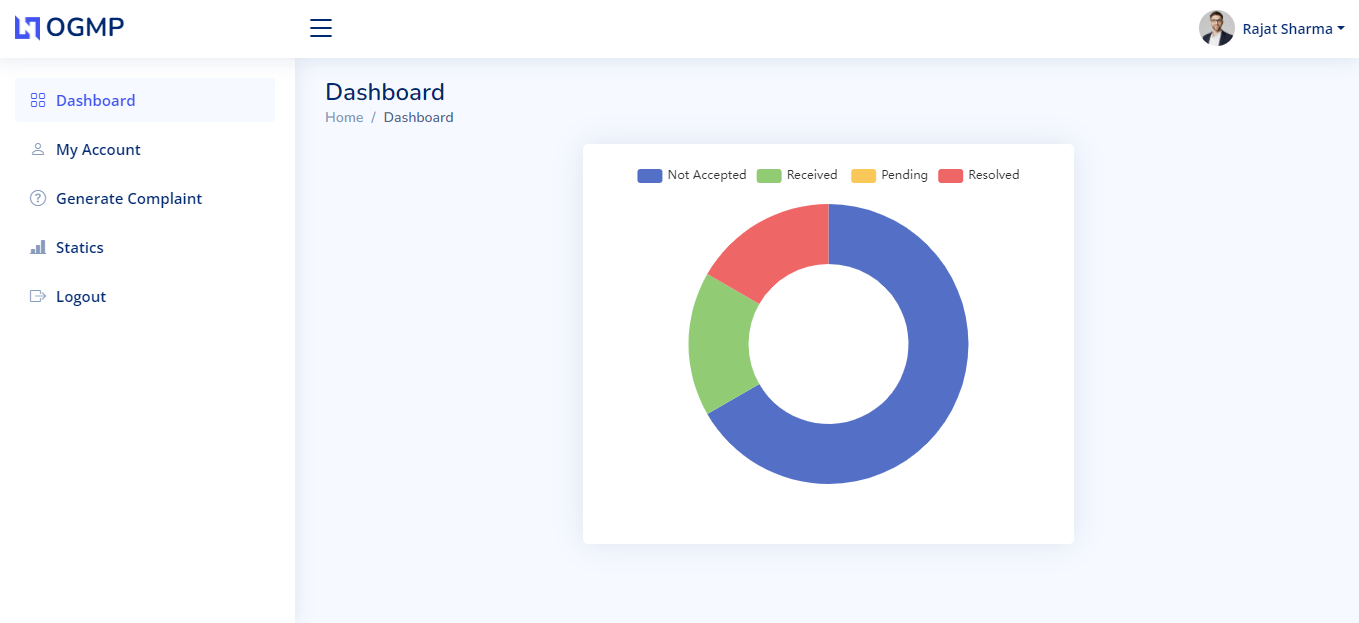 OGMP
Rajat Sharma
Dashboard
My Account
Generate Complaint
Statics
Logout
Dashboard
Home / Dashboard
Not Accepted Received Pending Resolved